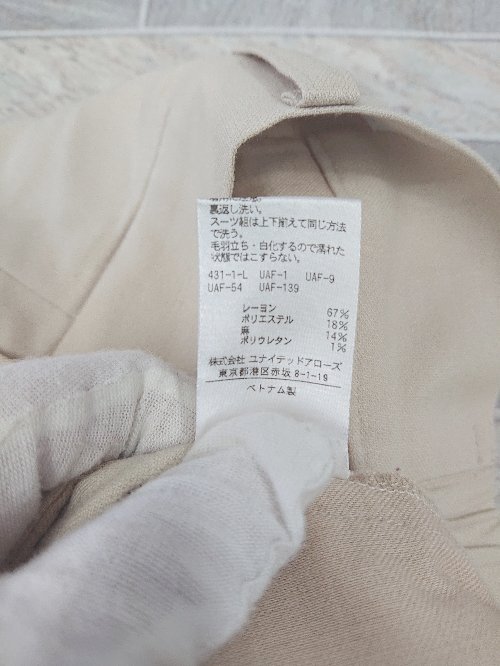 裏返し洗い。
スーツ組は上下揃えて同じ方法
で洗う。
毛羽立ち・白化するので濡れた
状態ではこすらない。
431-1-L UAF-1 UAF-9
UAF-54 UAF-139
レーヨン 67%
ポリエステル 18%
麻 14%
ポリウレタン 1%
株式会社 ユナイテッドアローズ
東京都港区赤坂 8-1-19
ベトナム製